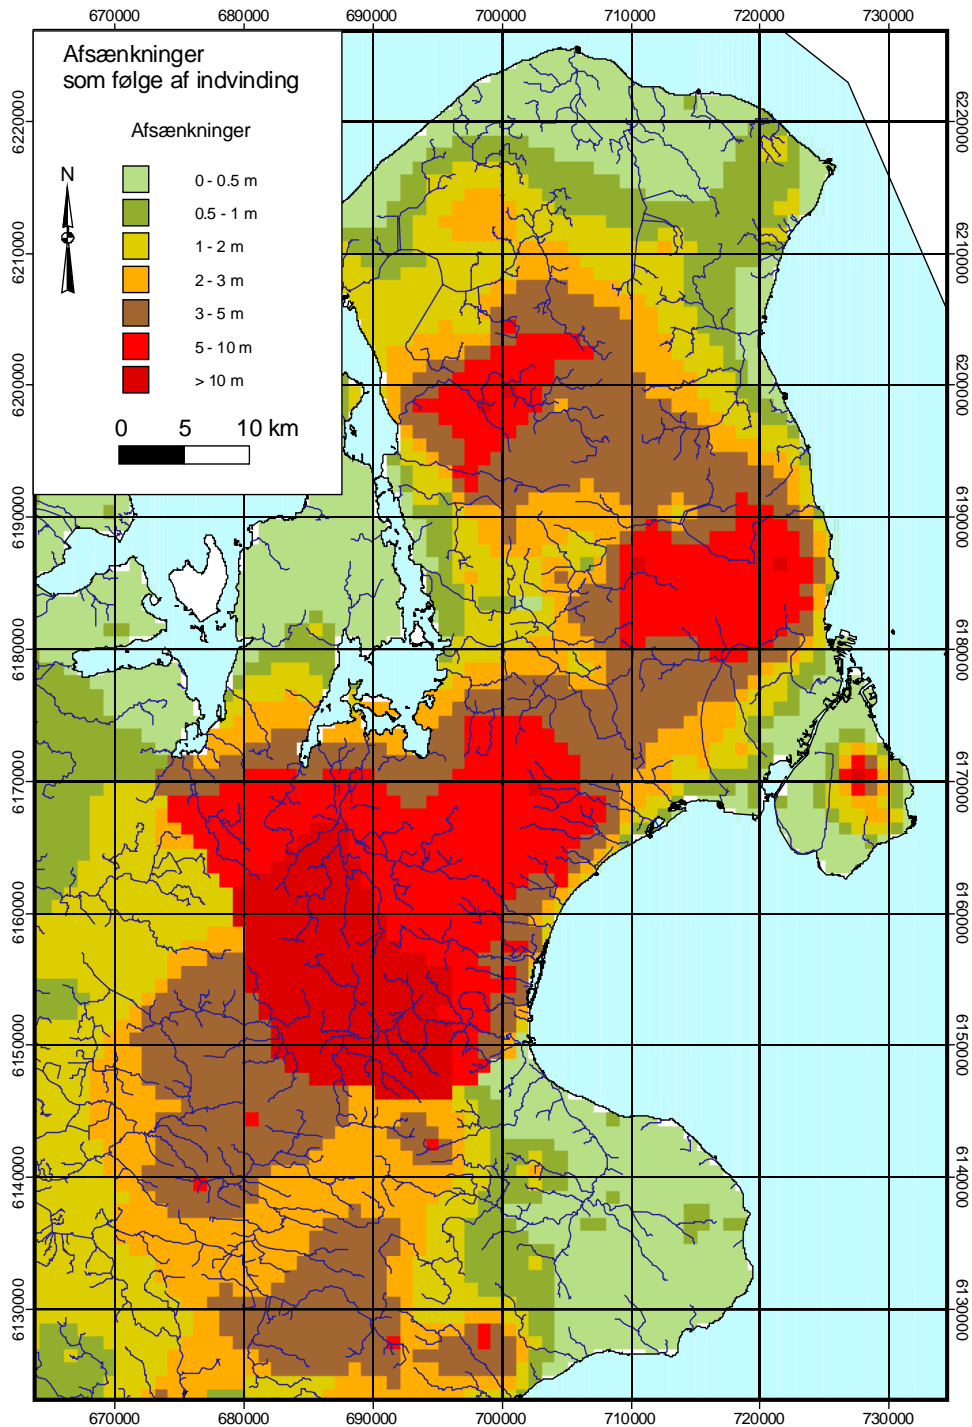 670000 680000 690000 700000 710000 720000 730000
Afsænkninger
som følge af indvinding
Afsænkninger
N
0 - 0.5 m
0.5 - 1 m
1 - 2 m
2 - 3 m
3 - 5 m
5 - 10 m
> 10 m
0 5 10 km
6220000 6220000
6210000 6210000
6200000 6200000
6190000 6190000
6180000 6180000
6170000 6170000
6160000 6160000
6150000 6150000
6140000 6140000
6130000 6130000
670000 680000 690000 700000 710000 720000 730000